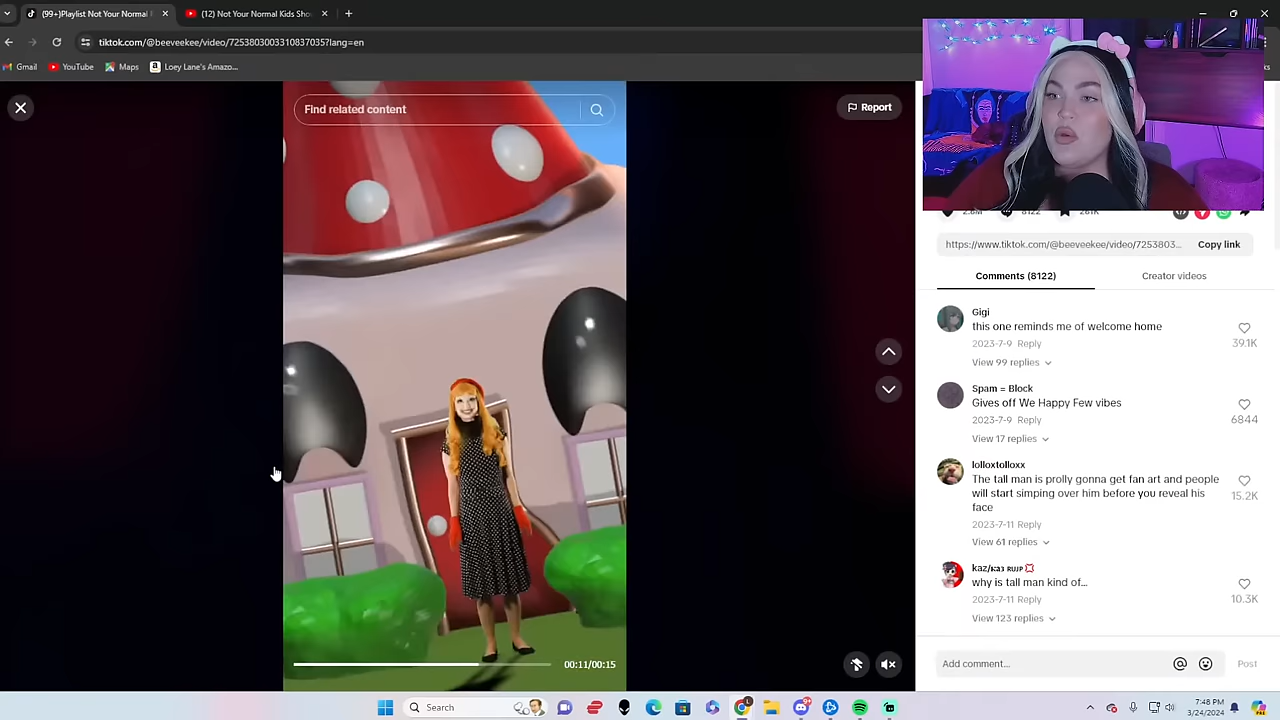 (99+)Playlist Not Your Normal
(12) Not Your Normal Kids Sho
tiktok.com/@beeveekee/video/7253803003310837035?lang=en
Gmail
YouTube
Maps
Loey Lane's Amazo...
Find related content
Report
2.6M
8122
281K
https://www.tiktok.com/@beeveekee/video/7253803...
Copy link
Comments (8122)
Creator videos
Gigi
this one reminds me of welcome home
2023-7-9 Reply
39.1K
View 99 replies
Spam = Block
Gives off We Happy Few vibes
2023-7-9 Reply
6844
View 17 replies
lolloxtolloxx
The tall man is prolly gonna get fan art and people
will start simping over him before you reveal his
face
15.2K
2023-7-11 Reply
View 61 replies
why is tall man kind of...
2023-7-11 Reply
10.3K
View 123 replies
00:11/00:15
Add comment...
Post
Search
7:48 PM
3/24/2024